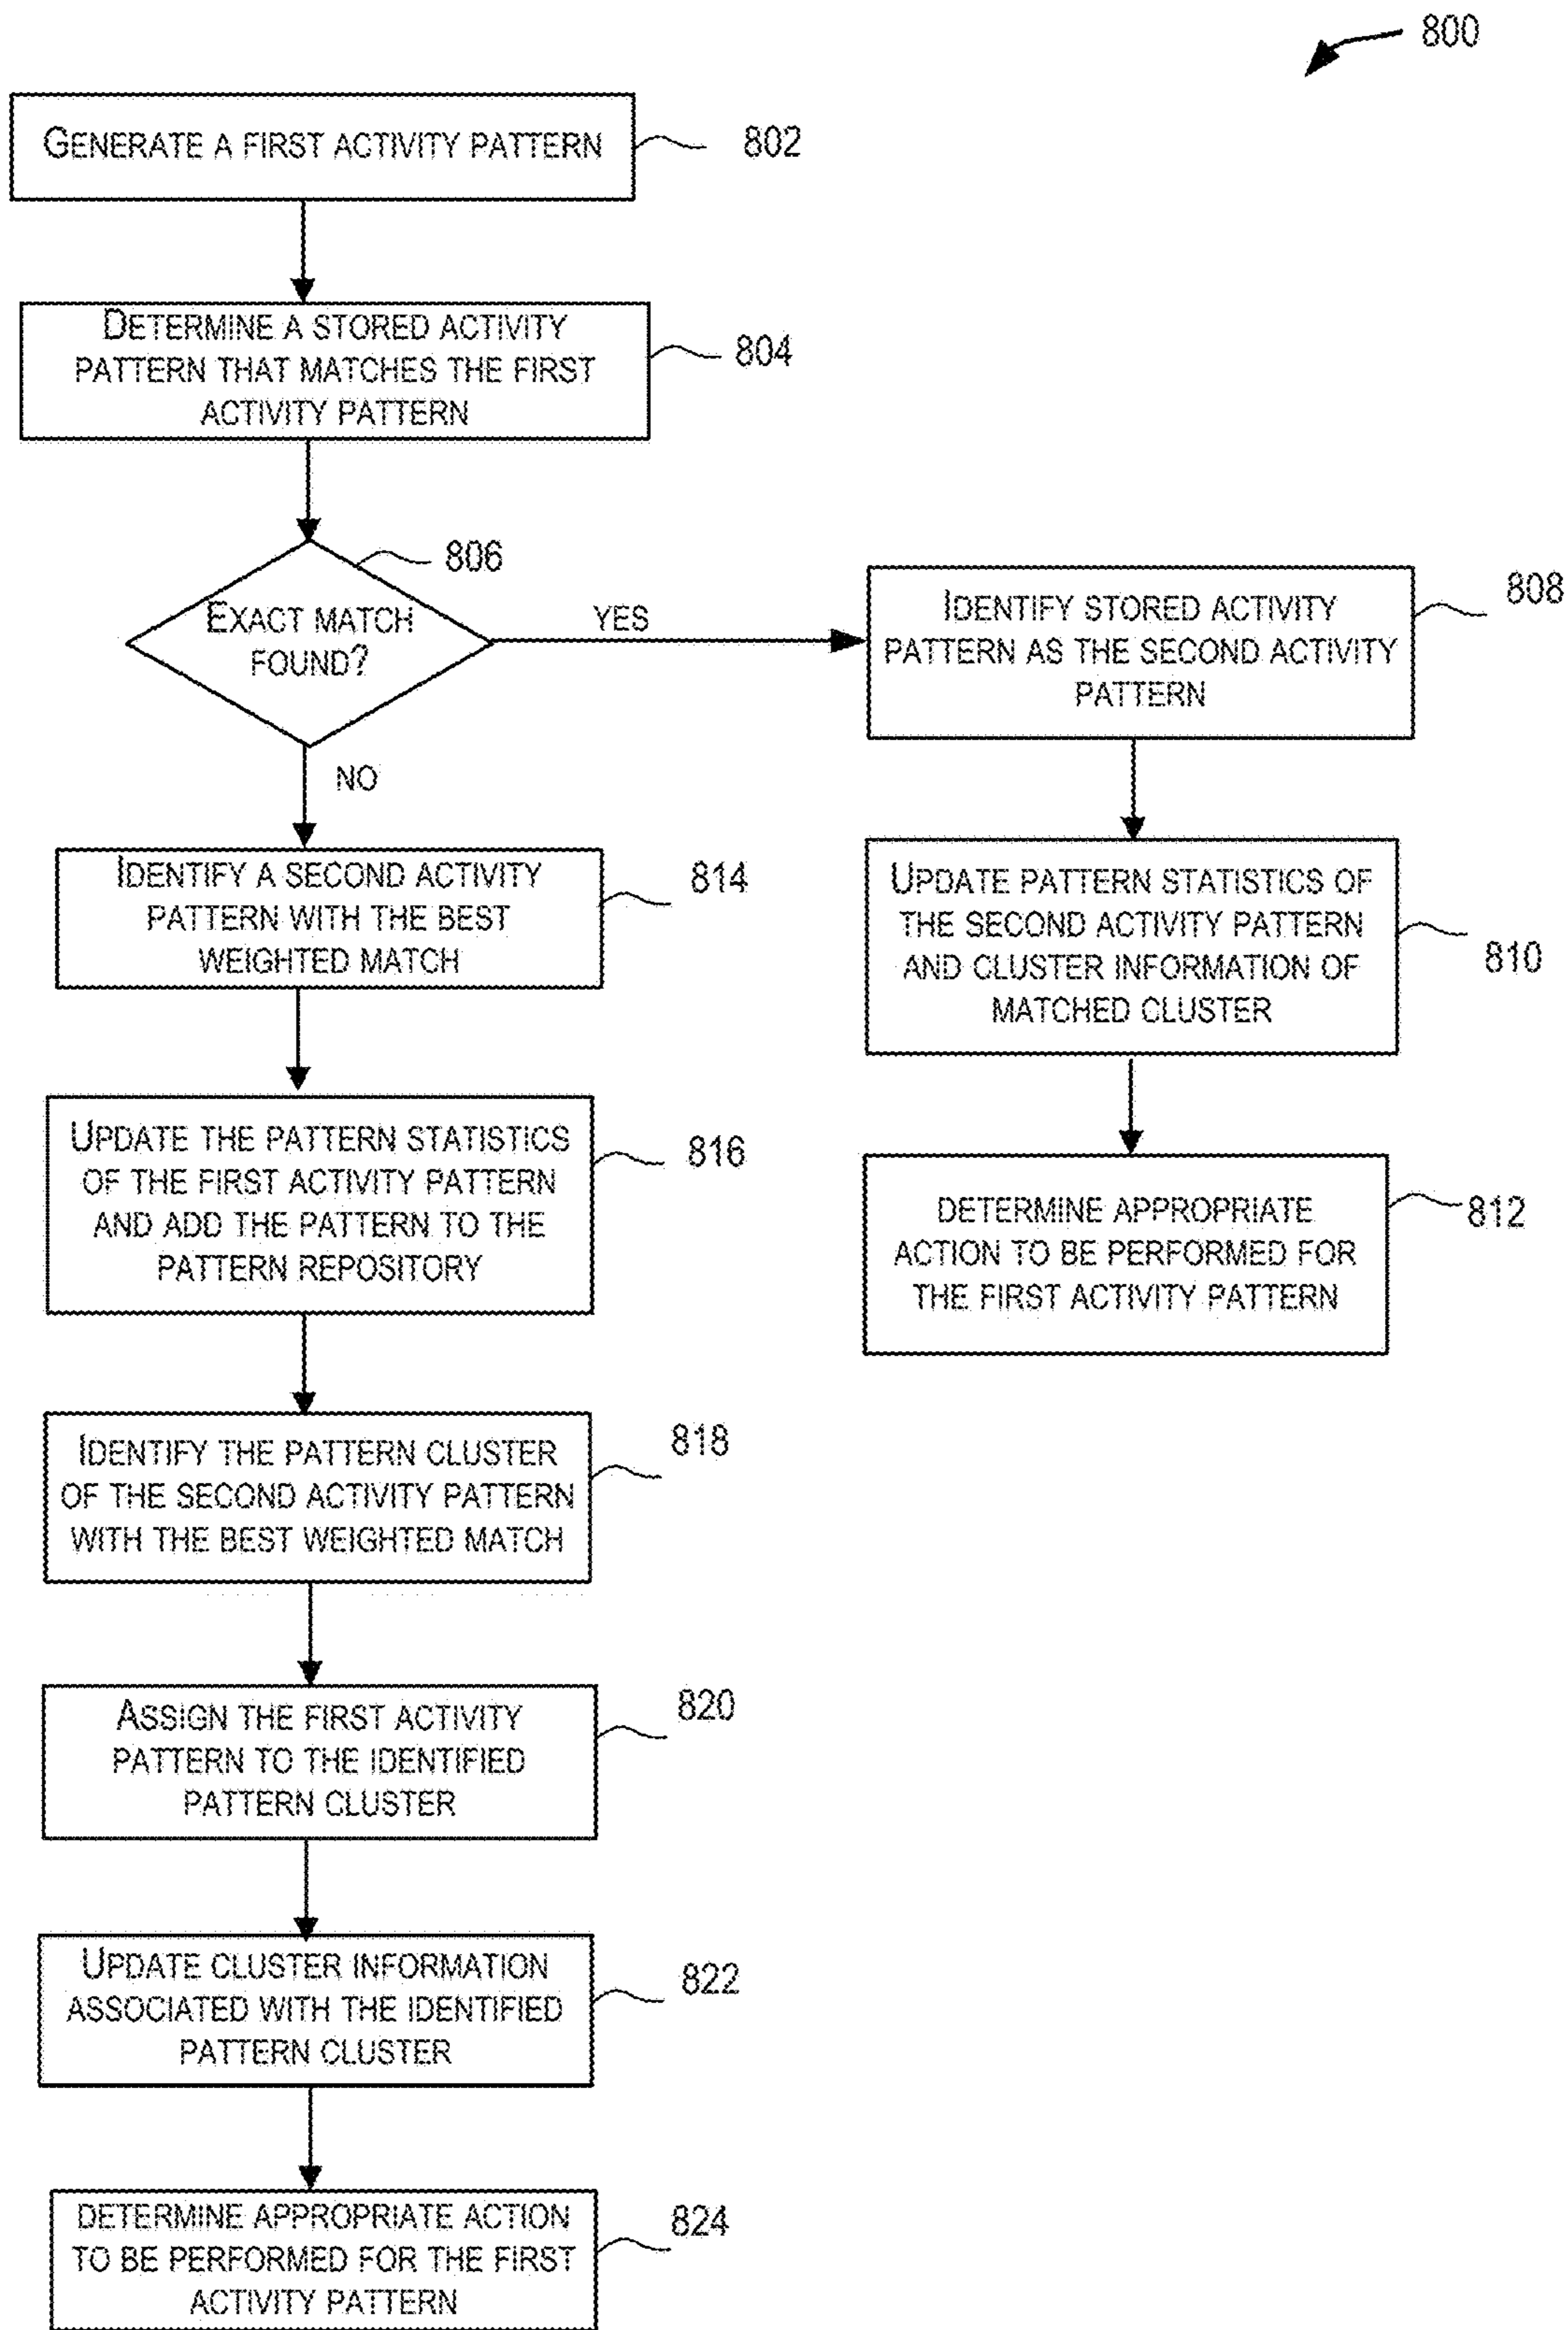 800
GENERATE A FIRST ACTIVITY PATTERN
802
DETERMINE A STORED ACTIVITY
PATTERN THAT MATCHES THE FIRST
ACTIVITY PATTERN
804
806
EXACT MATCH
FOUND?
YES
NO
808
IDENTIFY STORED ACTIVITY
PATTERN AS THE SECOND ACTIVITY
PATTERN
UPDATE PATTERN STATISTICS OF
THE SECOND ACTIVITY PATTERN
AND CLUSTER INFORMATION OF
MATCHED CLUSTER
810
DETERMINE APPROPRIATE
ACTION TO BE PERFORMED FOR
THE FIRST ACTIVITY PATTERN
812
IDENTIFY A SECOND ACTIVITY
PATTERN WITH THE BEST
WEIGHTED MATCH
814
UPDATE THE PATTERN STATISTICS
OF THE FIRST ACTIVITY PATTERN
AND ADD THE PATTERN TO THE
PATTERN REPOSITORY
816
IDENTIFY THE PATTERN CLUSTER
OF THE SECOND ACTIVITY PATTERN
WITH THE BEST WEIGHTED MATCH
818
ASSIGN THE FIRST ACTIVITY
PATTERN TO THE IDENTIFIED
PATTERN CLUSTER
820
UPDATE CLUSTER INFORMATION
ASSOCIATED WITH THE IDENTIFIED
PATTERN CLUSTER
822
DETERMINE APPROPRIATE ACTION
TO BE PERFORMED FOR THE FIRST
ACTIVITY PATTERN
824